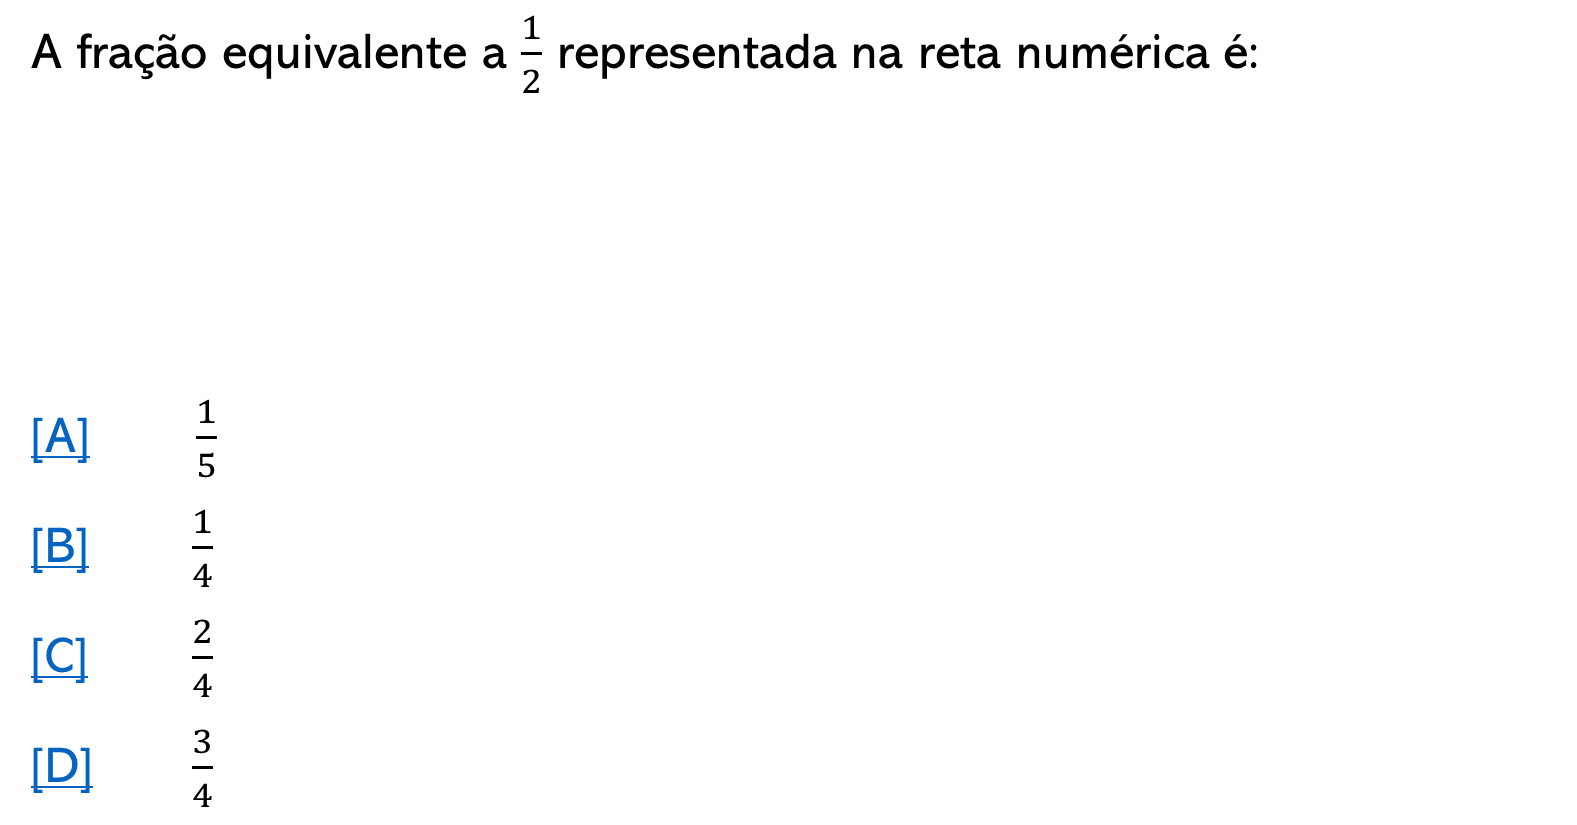 A fração equivalente a 1/2 representada na reta numérica é:
[A] 1/5
[B] 1/4
[C] 2/4
[D] 3/4